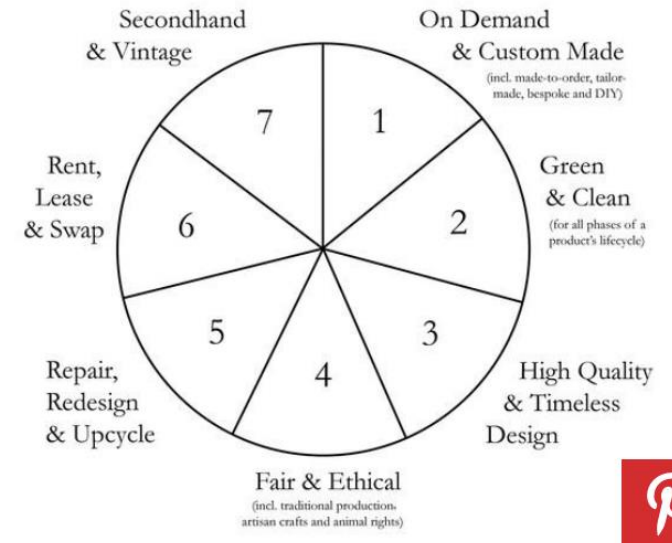 Secondhand
& Vintage
On Demand
& Custom Made
(incl. made-to-order, tailor-
made, bespoke and DIY)
7
1
Rent,
Lease
& Swap
6
2
Green
& Clean
(for all phases of a
product's lifecycle)
5
3
4
Repair,
Redesign
& Upcycle
High Quality
& Timeless
Design
Fair & Ethical
(incl. traditional production,
artisan crafts and animal rights)